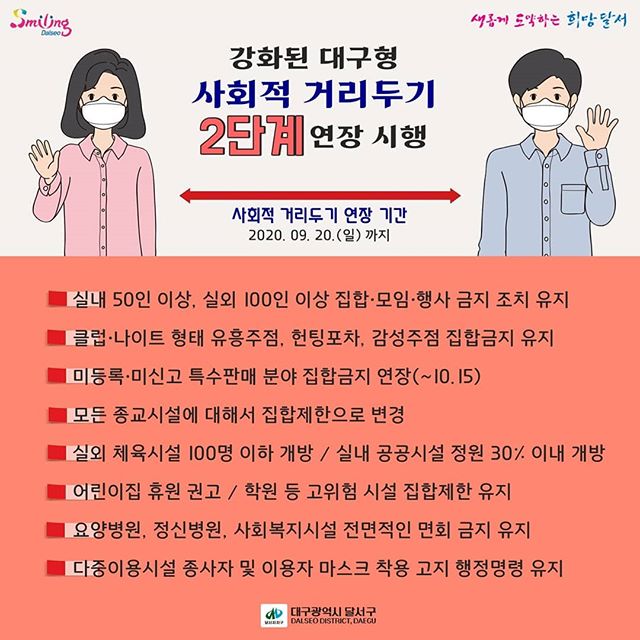 Smiling
Dalseo
새롭게 도약하는 희망달서
강화된 대구형
사회적 거리두기
2단계 연장 시행
사회적 거리두기 연장 기간
2020. 09. 20.(일) 까지
실내 50인 이상, 실외 100인 이상 집합·모임·행사 금지 조치 유지
클럽·나이트 형태 유흥주점, 헌팅포차, 감성주점 집합금지 유지
미등록·미신고 특수판매 분야 집합금지 연장(~10.15)
모든 종교시설에 대해서 집합제한으로 변경
실외 체육시설 100명 이하 개방 / 실내 공공시설 정원 30% 이내 개방
어린이집 휴원 권고 / 학원 등 고위험 시설 집합제한 유지
요양병원, 정신병원, 사회복지시설 전면적인 면회 금지 유지
다중이용시설 종사자 및 이용자 마스크 착용 고지 행정명령 유지
대구광역시 달서구
DALSEO DISTRICT, DAEGU